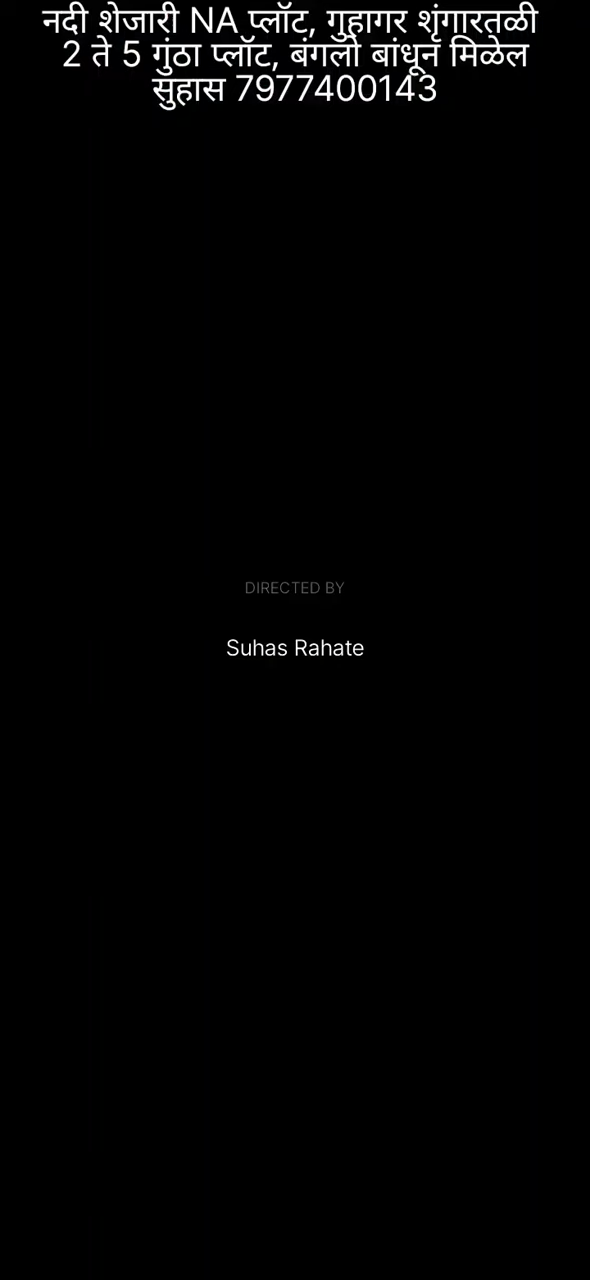 नदी शेजारी NA प्लॉट, गुहागर शृंगारतळी
2 ते 5 गुंठा प्लॉट, बंगलो बांधून मिळेल
सुहास 7977400143
DIRECTED BY
Suhas Rahate